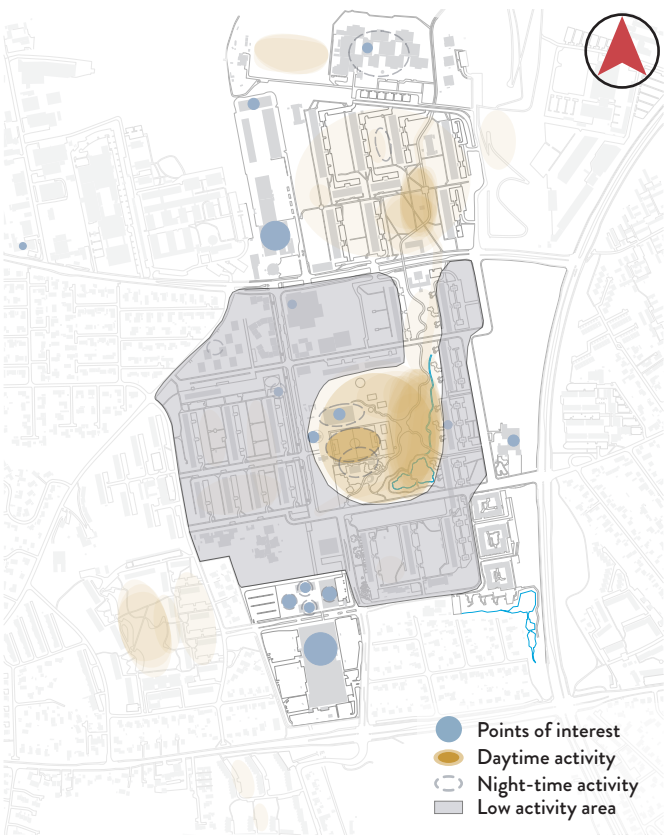 Points of interest
Daytime activity
Night-time activity
Low activity area